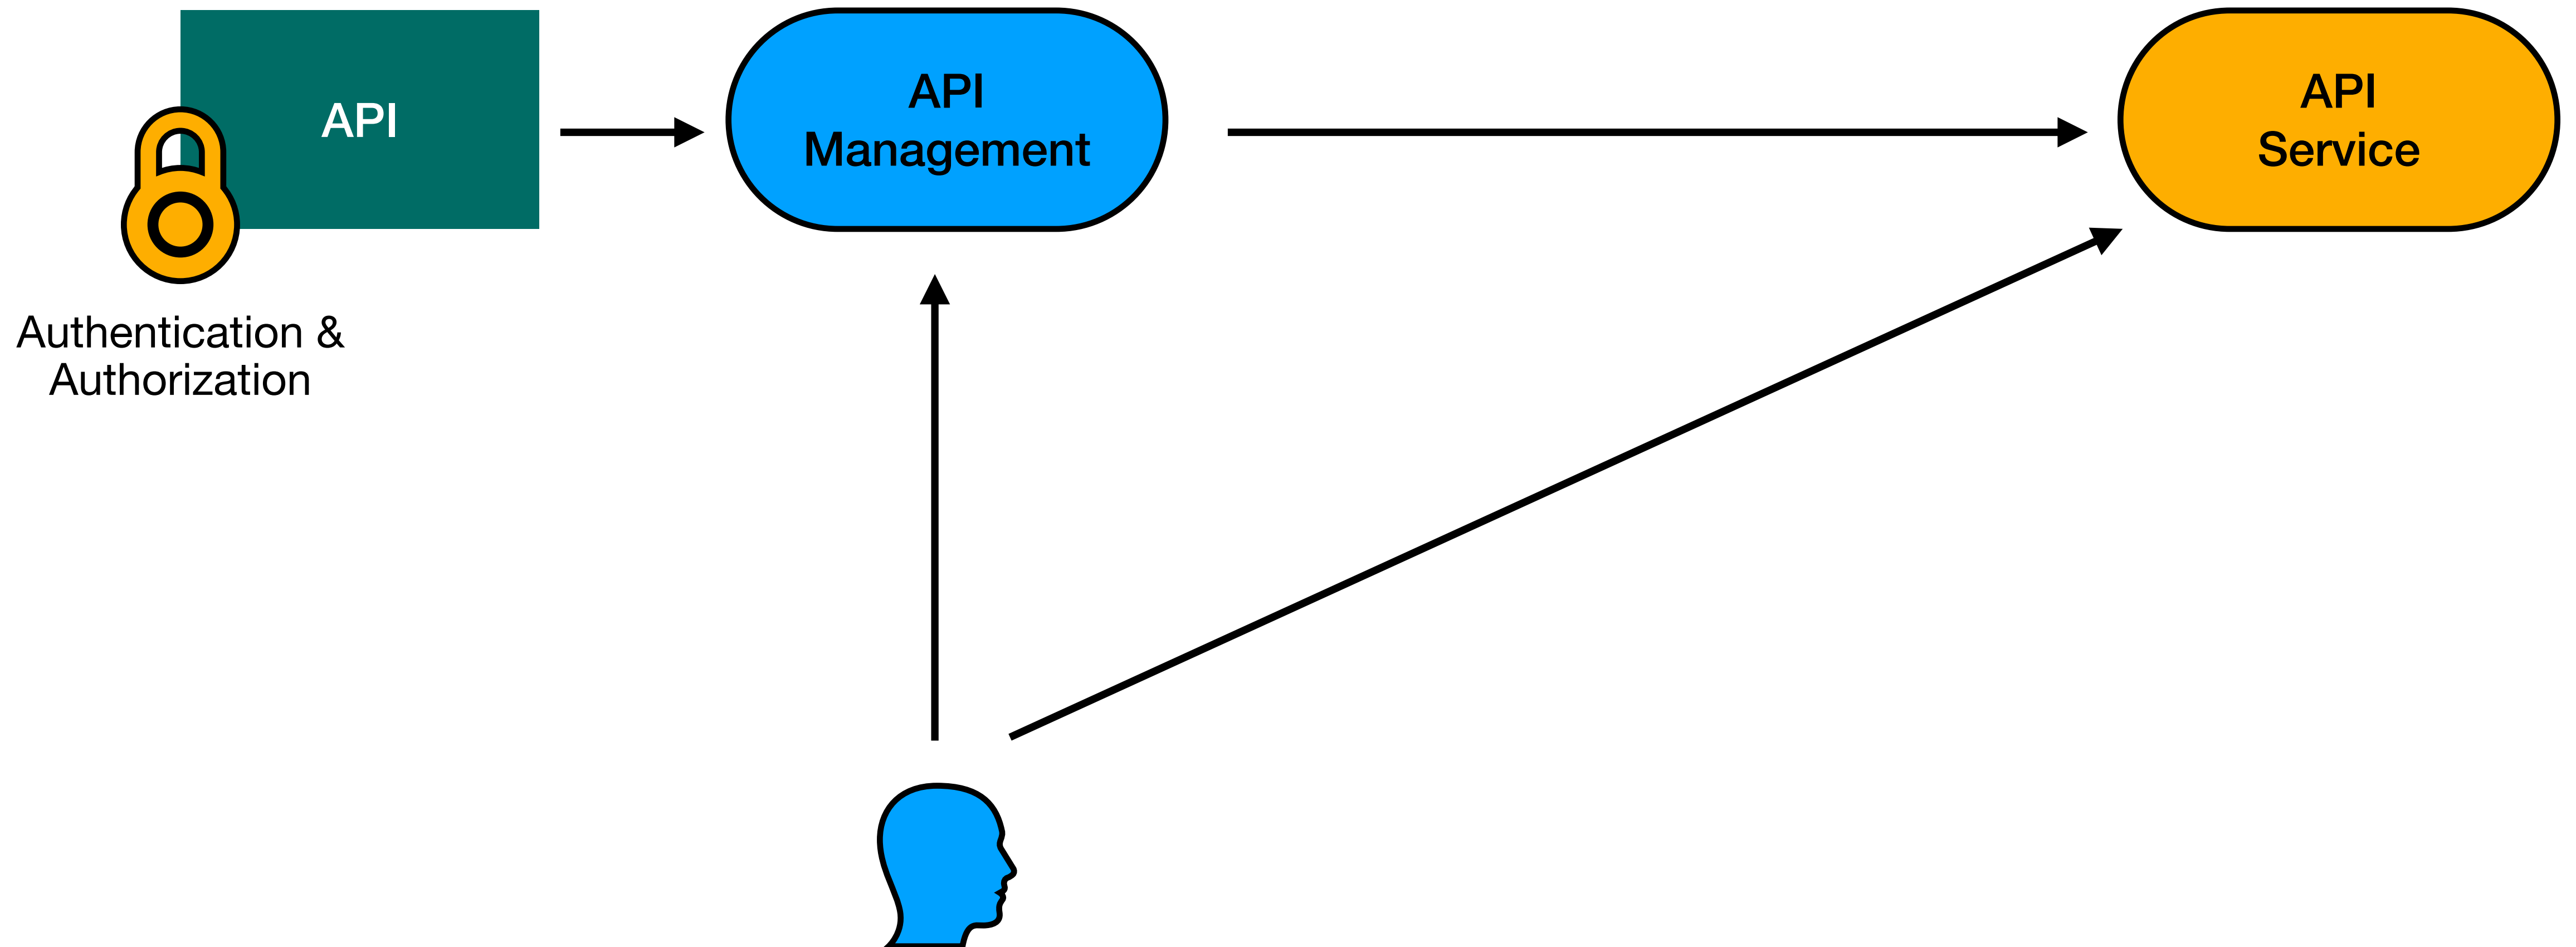 API
API
Management
API
Service
Authentication &
Authorization